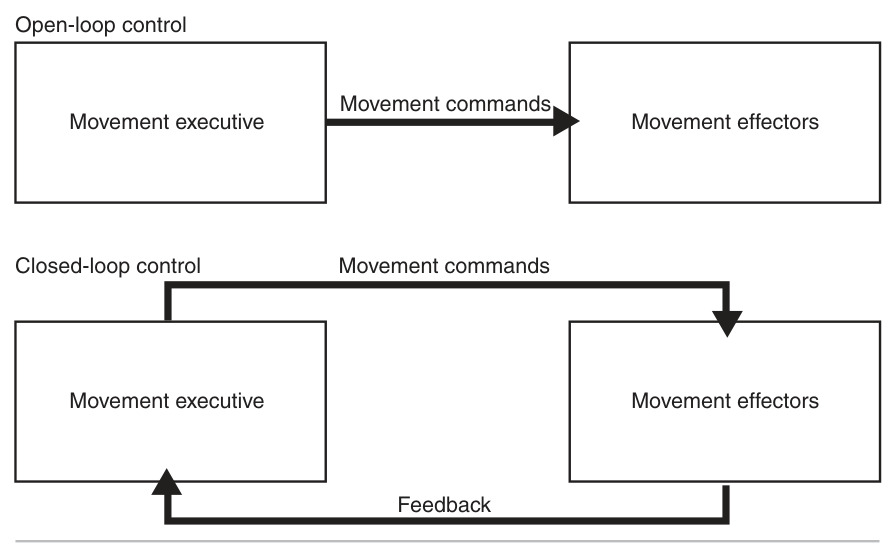 Open-loop control
Movement executive
Movement commands
Movement effectors
Closed-loop control
Movement commands
Movement executive
Movement effectors
Feedback